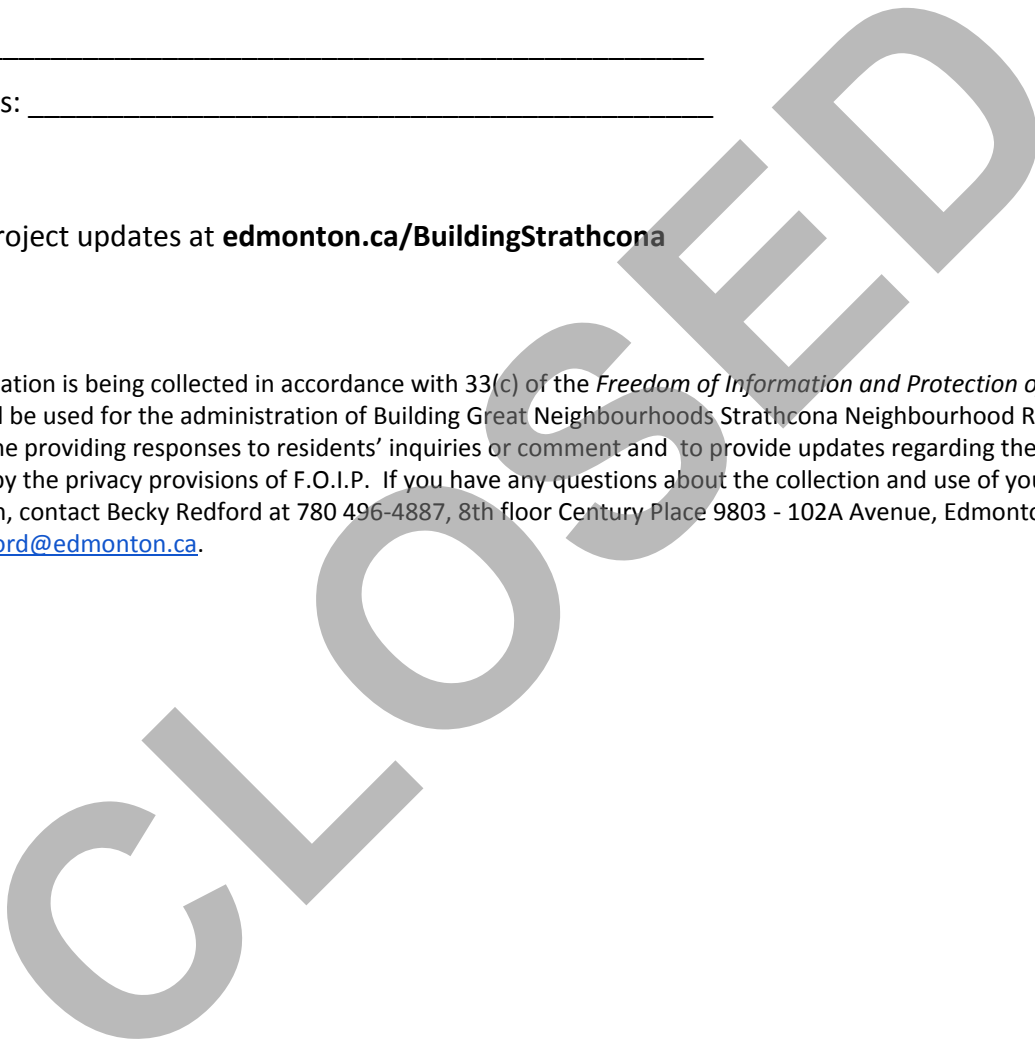 s: 
roject updates at edmonton.ca/BuildingStrathcona
ation is being collected in accordance with 33(c) of the Freedom of Information and Protection o
l be used for the administration of Building Great Neighbourhoods Strathcona Neighbourhood R
ne providing responses to residents’ inquiries or comment and  to provide updates regarding the
by the privacy provisions of F.O.I.P.  If you have any questions about the collection and use of you
n, contact Becky Redford at 780 496-4887, 8th floor Century Place 9803 - 102A Avenue, Edmonto
ord@edmonton.ca.
CLOSED